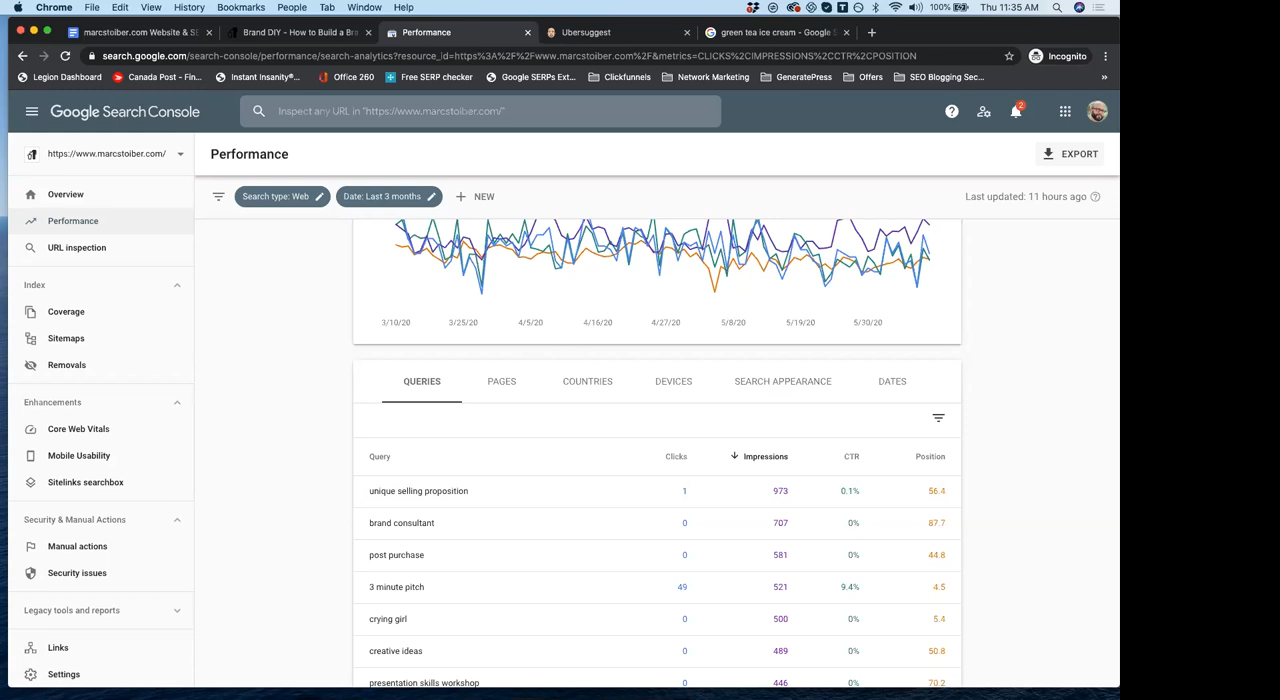 Chrome File Edit View History Bookmarks People Tab Window Help 100% Thu 11:35 AM
marcstoiber.com Website & SE × Brand DIY - How to Build a Bra × Performance × Ubersuggest × green tea ice cream - Google S × +
search.google.com/search-console/performance/search-analytics?resource_id=https%3A%2F%2Fwww.marcstoiber.com%2F&metrics=CLICKS%2CIMPRESSIONS%2CCTR%2CPOSITION Incognito
Legion Dashboard Canada Post - Fin... Instant Insanity®... Office 260 Free SERP checker Google SERPs Ext... Clickfunnels Network Marketing GeneratePress Offers SEO Blogging Sec... »
Google Search Console Inspect any URL in "https://www.marcstoiber.com/" 2
https://www.marcstoiber.com/ Performance EXPORT
Search type: Web Date: Last 3 months + NEW Last updated: 11 hours ago
Overview
Performance
URL inspection
Index
Coverage
Sitemaps
Removals
Enhancements
Core Web Vitals
Mobile Usability
Sitelinks searchbox
Security & Manual Actions
Manual actions
Security issues
Legacy tools and reports
Links
Settings
3/10/20 3/25/20 4/5/20 4/16/20 4/27/20 5/8/20 5/19/20 5/30/20
QUERIES PAGES COUNTRIES DEVICES SEARCH APPEARANCE DATES
Query Clicks Impressions CTR Position
unique selling proposition 1 973 0.1% 56.4
brand consultant 0 707 0% 87.7
post purchase 0 581 0% 44.8
3 minute pitch 49 521 9.4% 4.5
crying girl 0 500 0% 5.4
creative ideas 0 489 0% 50.8
presentation skills workshop 0 446 0% 70.2